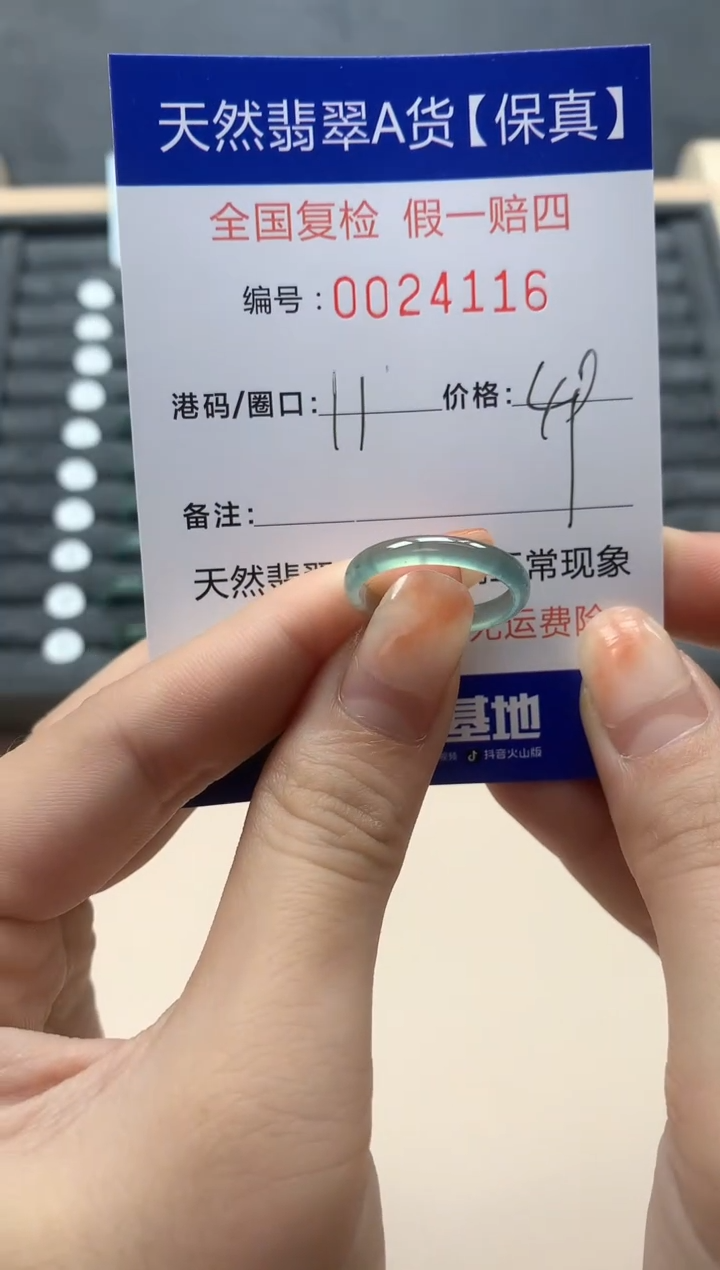 天然翡翠A货【保真】
全国复检 假一赔四
编号:0024116
港码/圈口:11 价格:49
备注:
天然翡 常现象
运费险
基地
抖音火山版